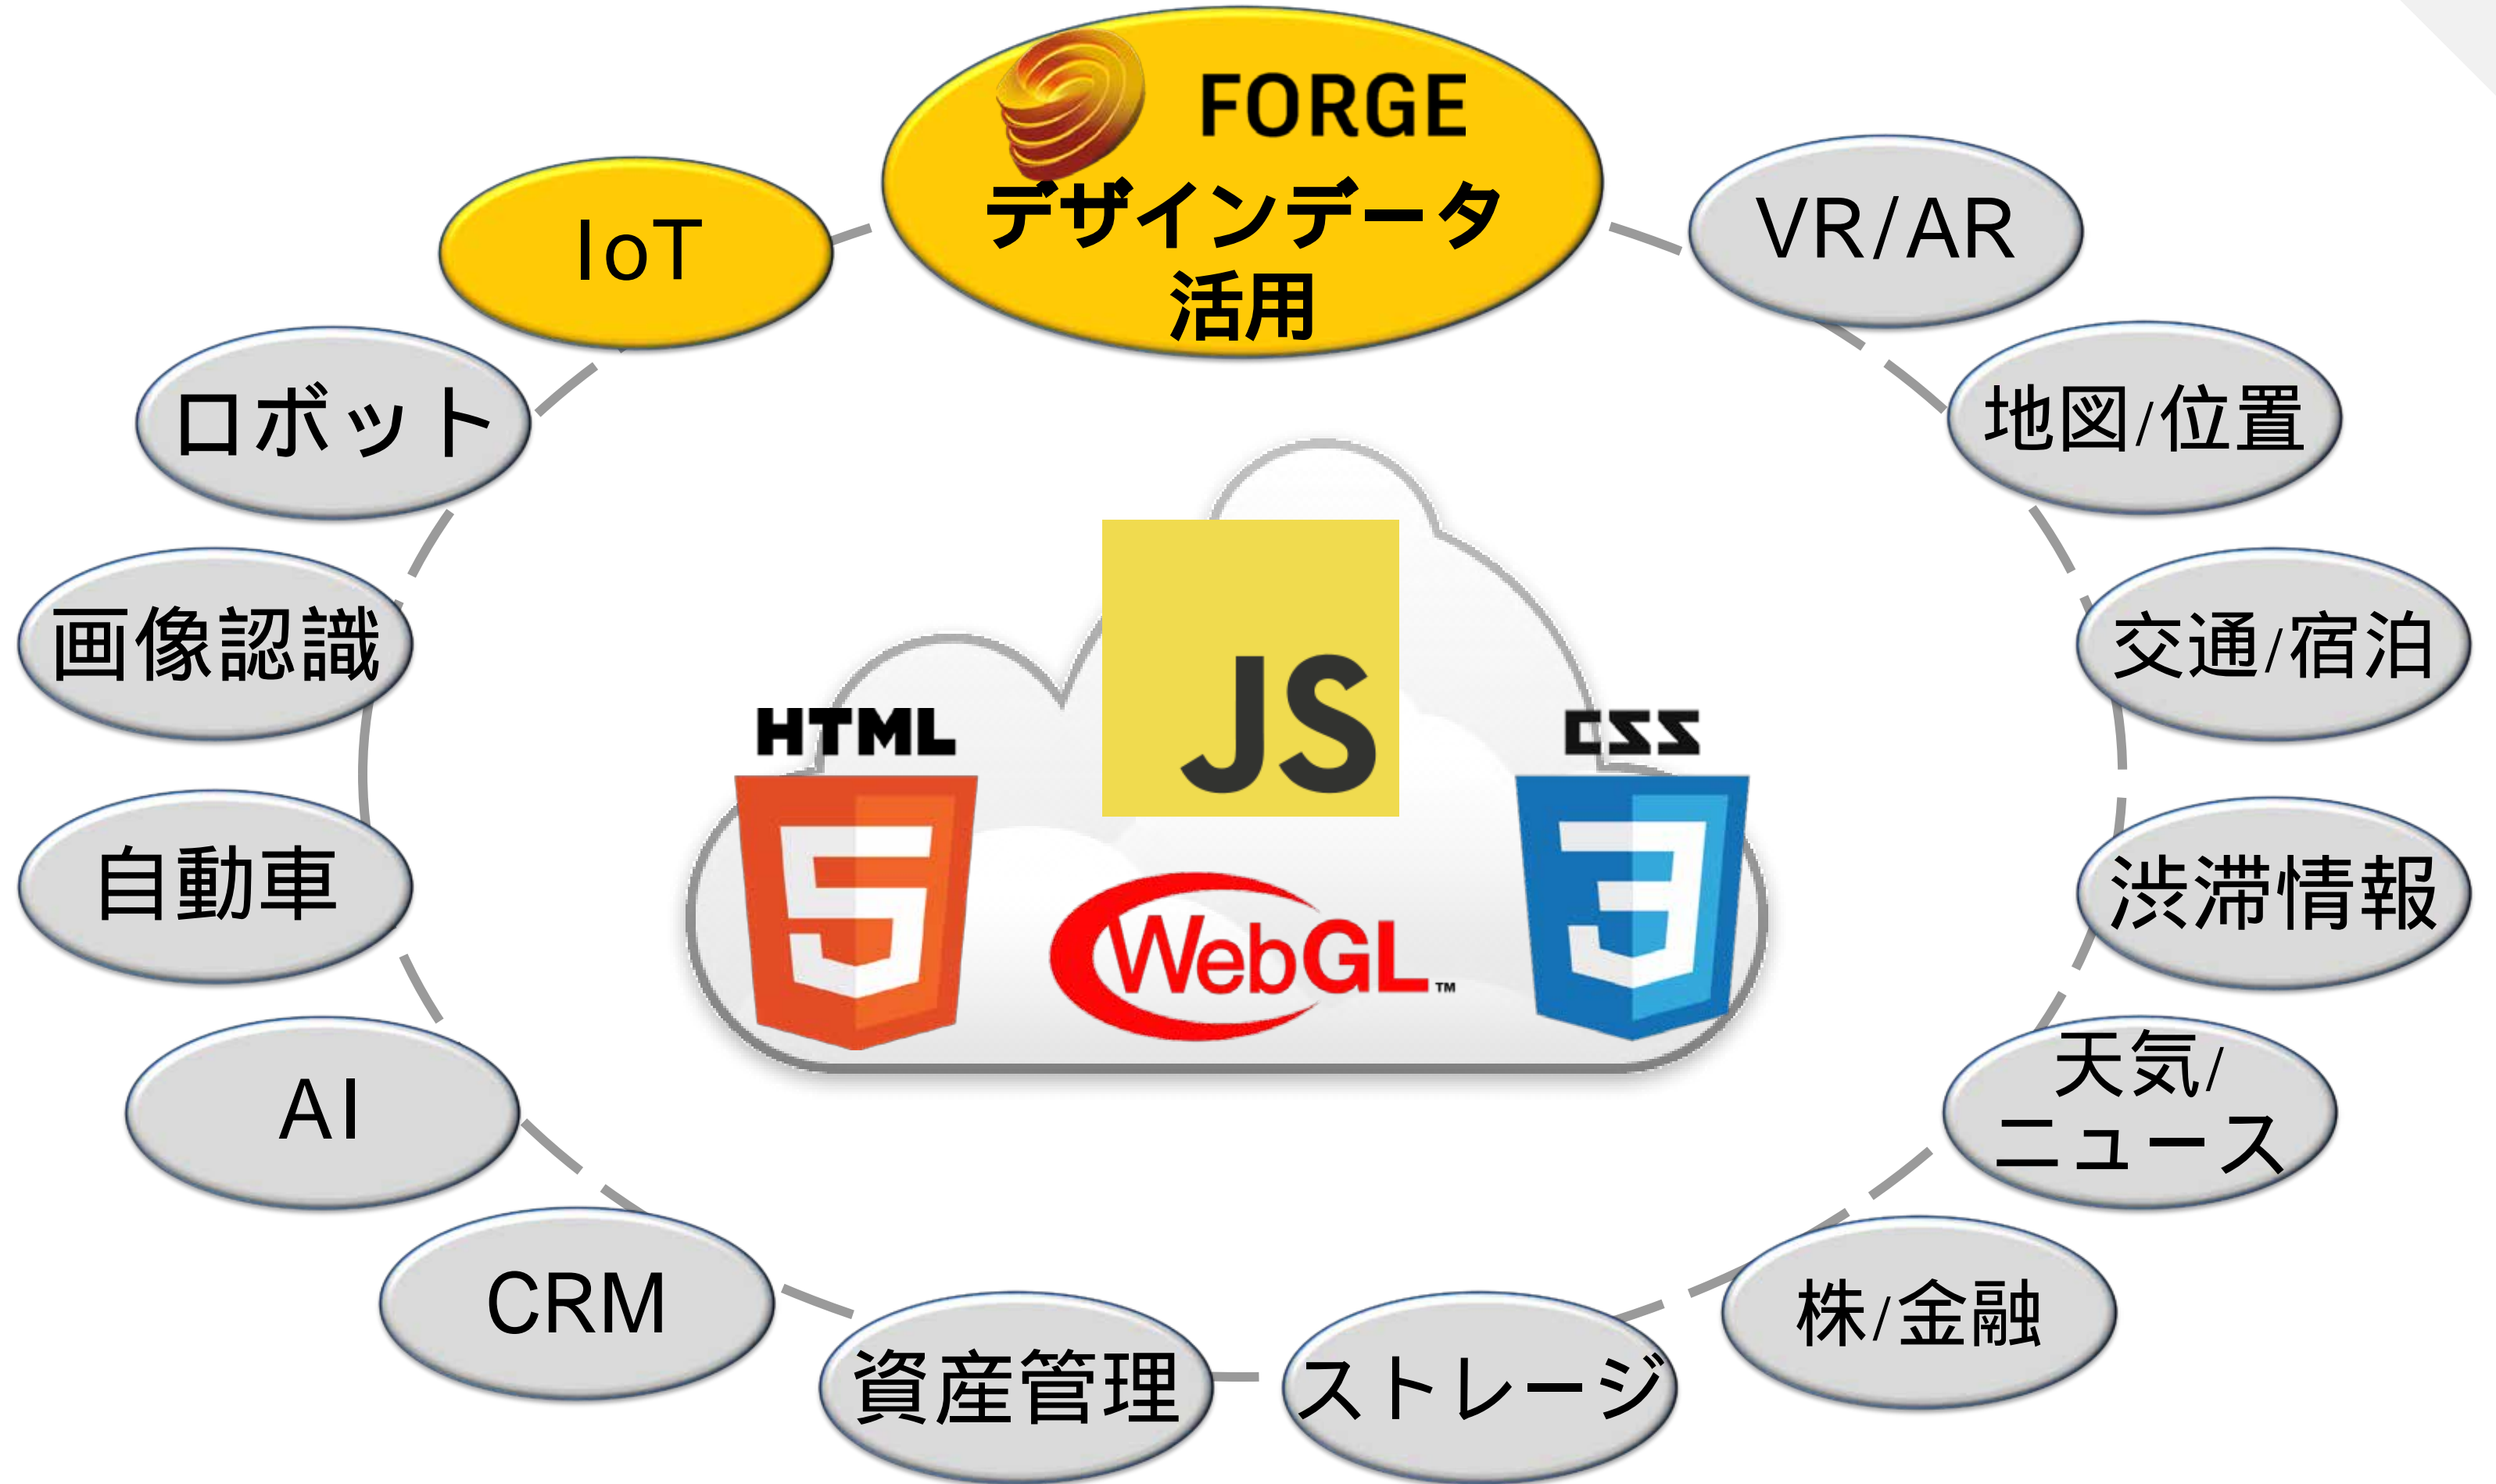 FORGE
デザインデータ
活用
IoT
VR/AR
ロボット
地図/位置
画像認識
交通/宿泊
JS
HTML
5
CSS
3
WebGL™
自動車
渋滞情報
AI
天気/
ニュース
CRM
株/金融
資産管理
ストレージ